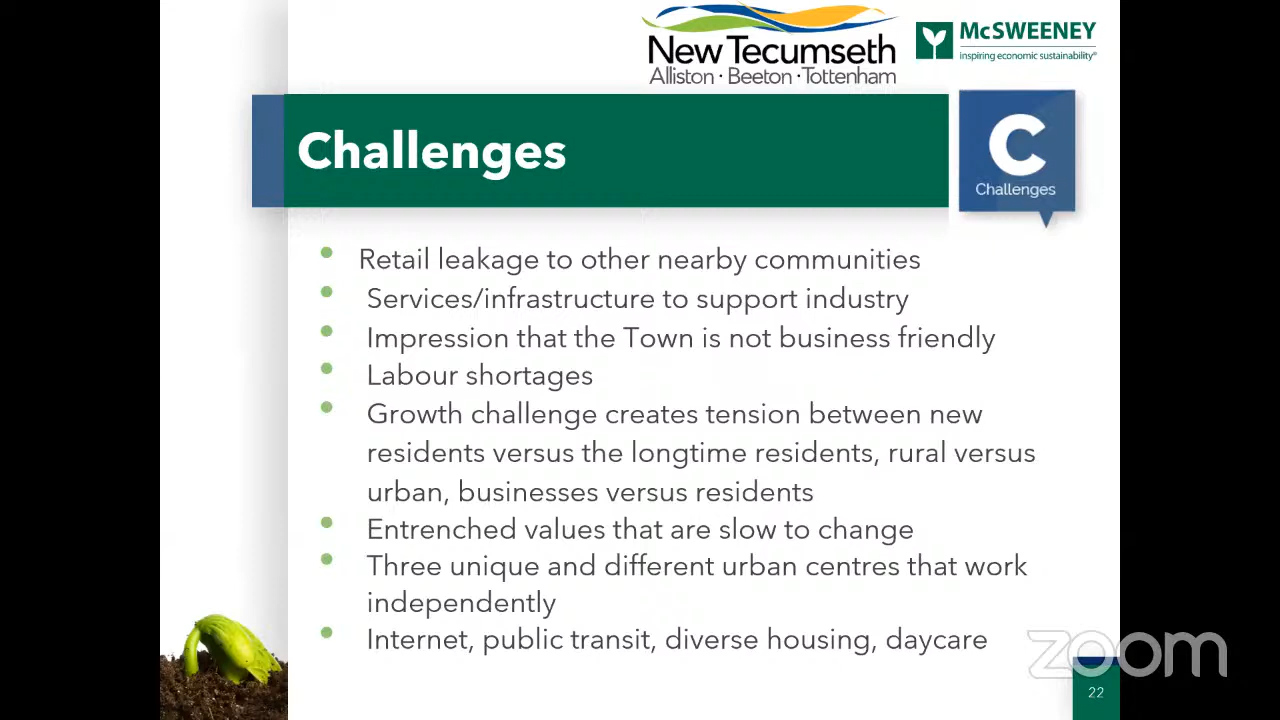 New Tecumseth
Alliston · Beeton · Tottenham
McSWEENEY
inspiring economic sustainability®
Challenges
C
Challenges
• Retail leakage to other nearby communities
• Services/infrastructure to support industry
• Impression that the Town is not business friendly
• Labour shortages
• Growth challenge creates tension between new
residents versus the longtime residents, rural versus
urban, businesses versus residents
• Entrenched values that are slow to change
• Three unique and different urban centres that work
independently
• Internet, public transit, diverse housing, daycare
zoom
22